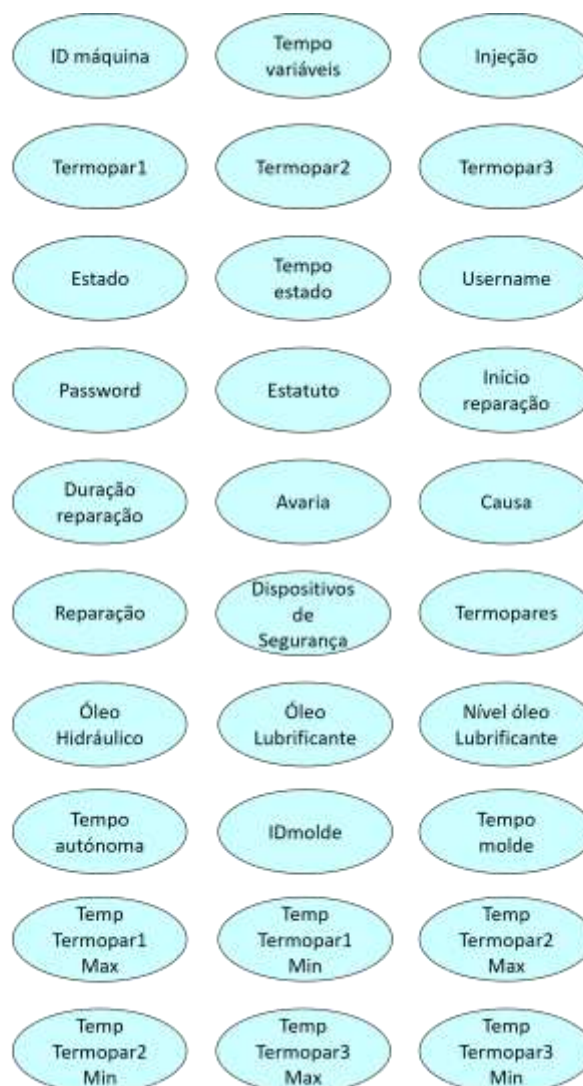 ID máquina
Tempo
variáveis
Injeção
Termopar1
Termopar2
Termopar3
Estado
Tempo
estado
Username
Password
Estatuto
Início
reparação
Duração
reparação
Avaria
Causa
Reparação
Dispositivos
de
Segurança
Termopares
Óleo
Hidráulico
Óleo
Lubrificante
Nível óleo
Lubrificante
Tempo
autónoma
IDmolde
Tempo
molde
Temp
Termopar1
Max
Temp
Termopar1
Min
Temp
Termopar2
Max
Temp
Termopar2
Min
Temp
Termopar3
Max
Temp
Termopar3
Min